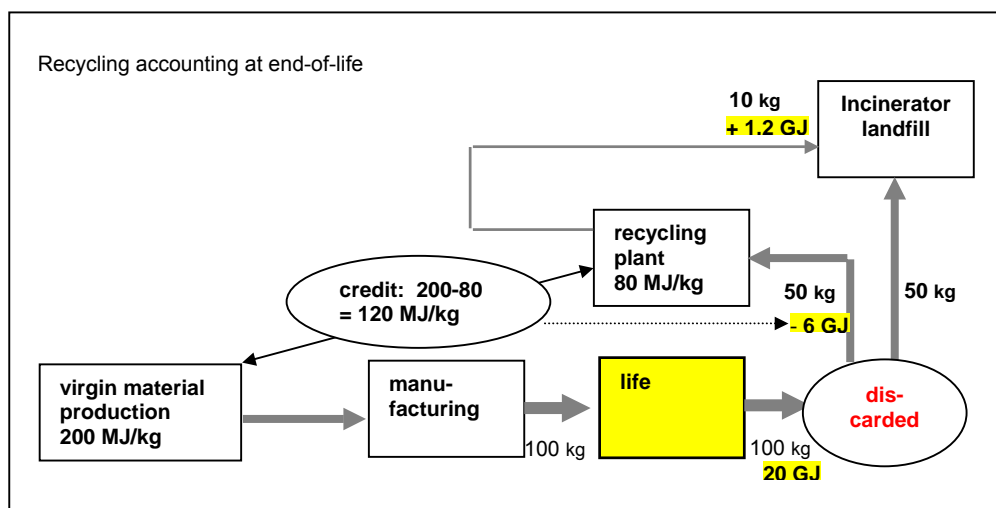 Recycling accounting at end-of-life
10 kg
+ 1.2 GJ
Incinerator
landfill
recycling
plant
80 MJ/kg
credit: 200-80
= 120 MJ/kg
50 kg
- 6 GJ
50 kg
virgin material
production
200 MJ/kg
manu-
facturing
100 kg
life
100 kg
20 GJ
dis-
carded